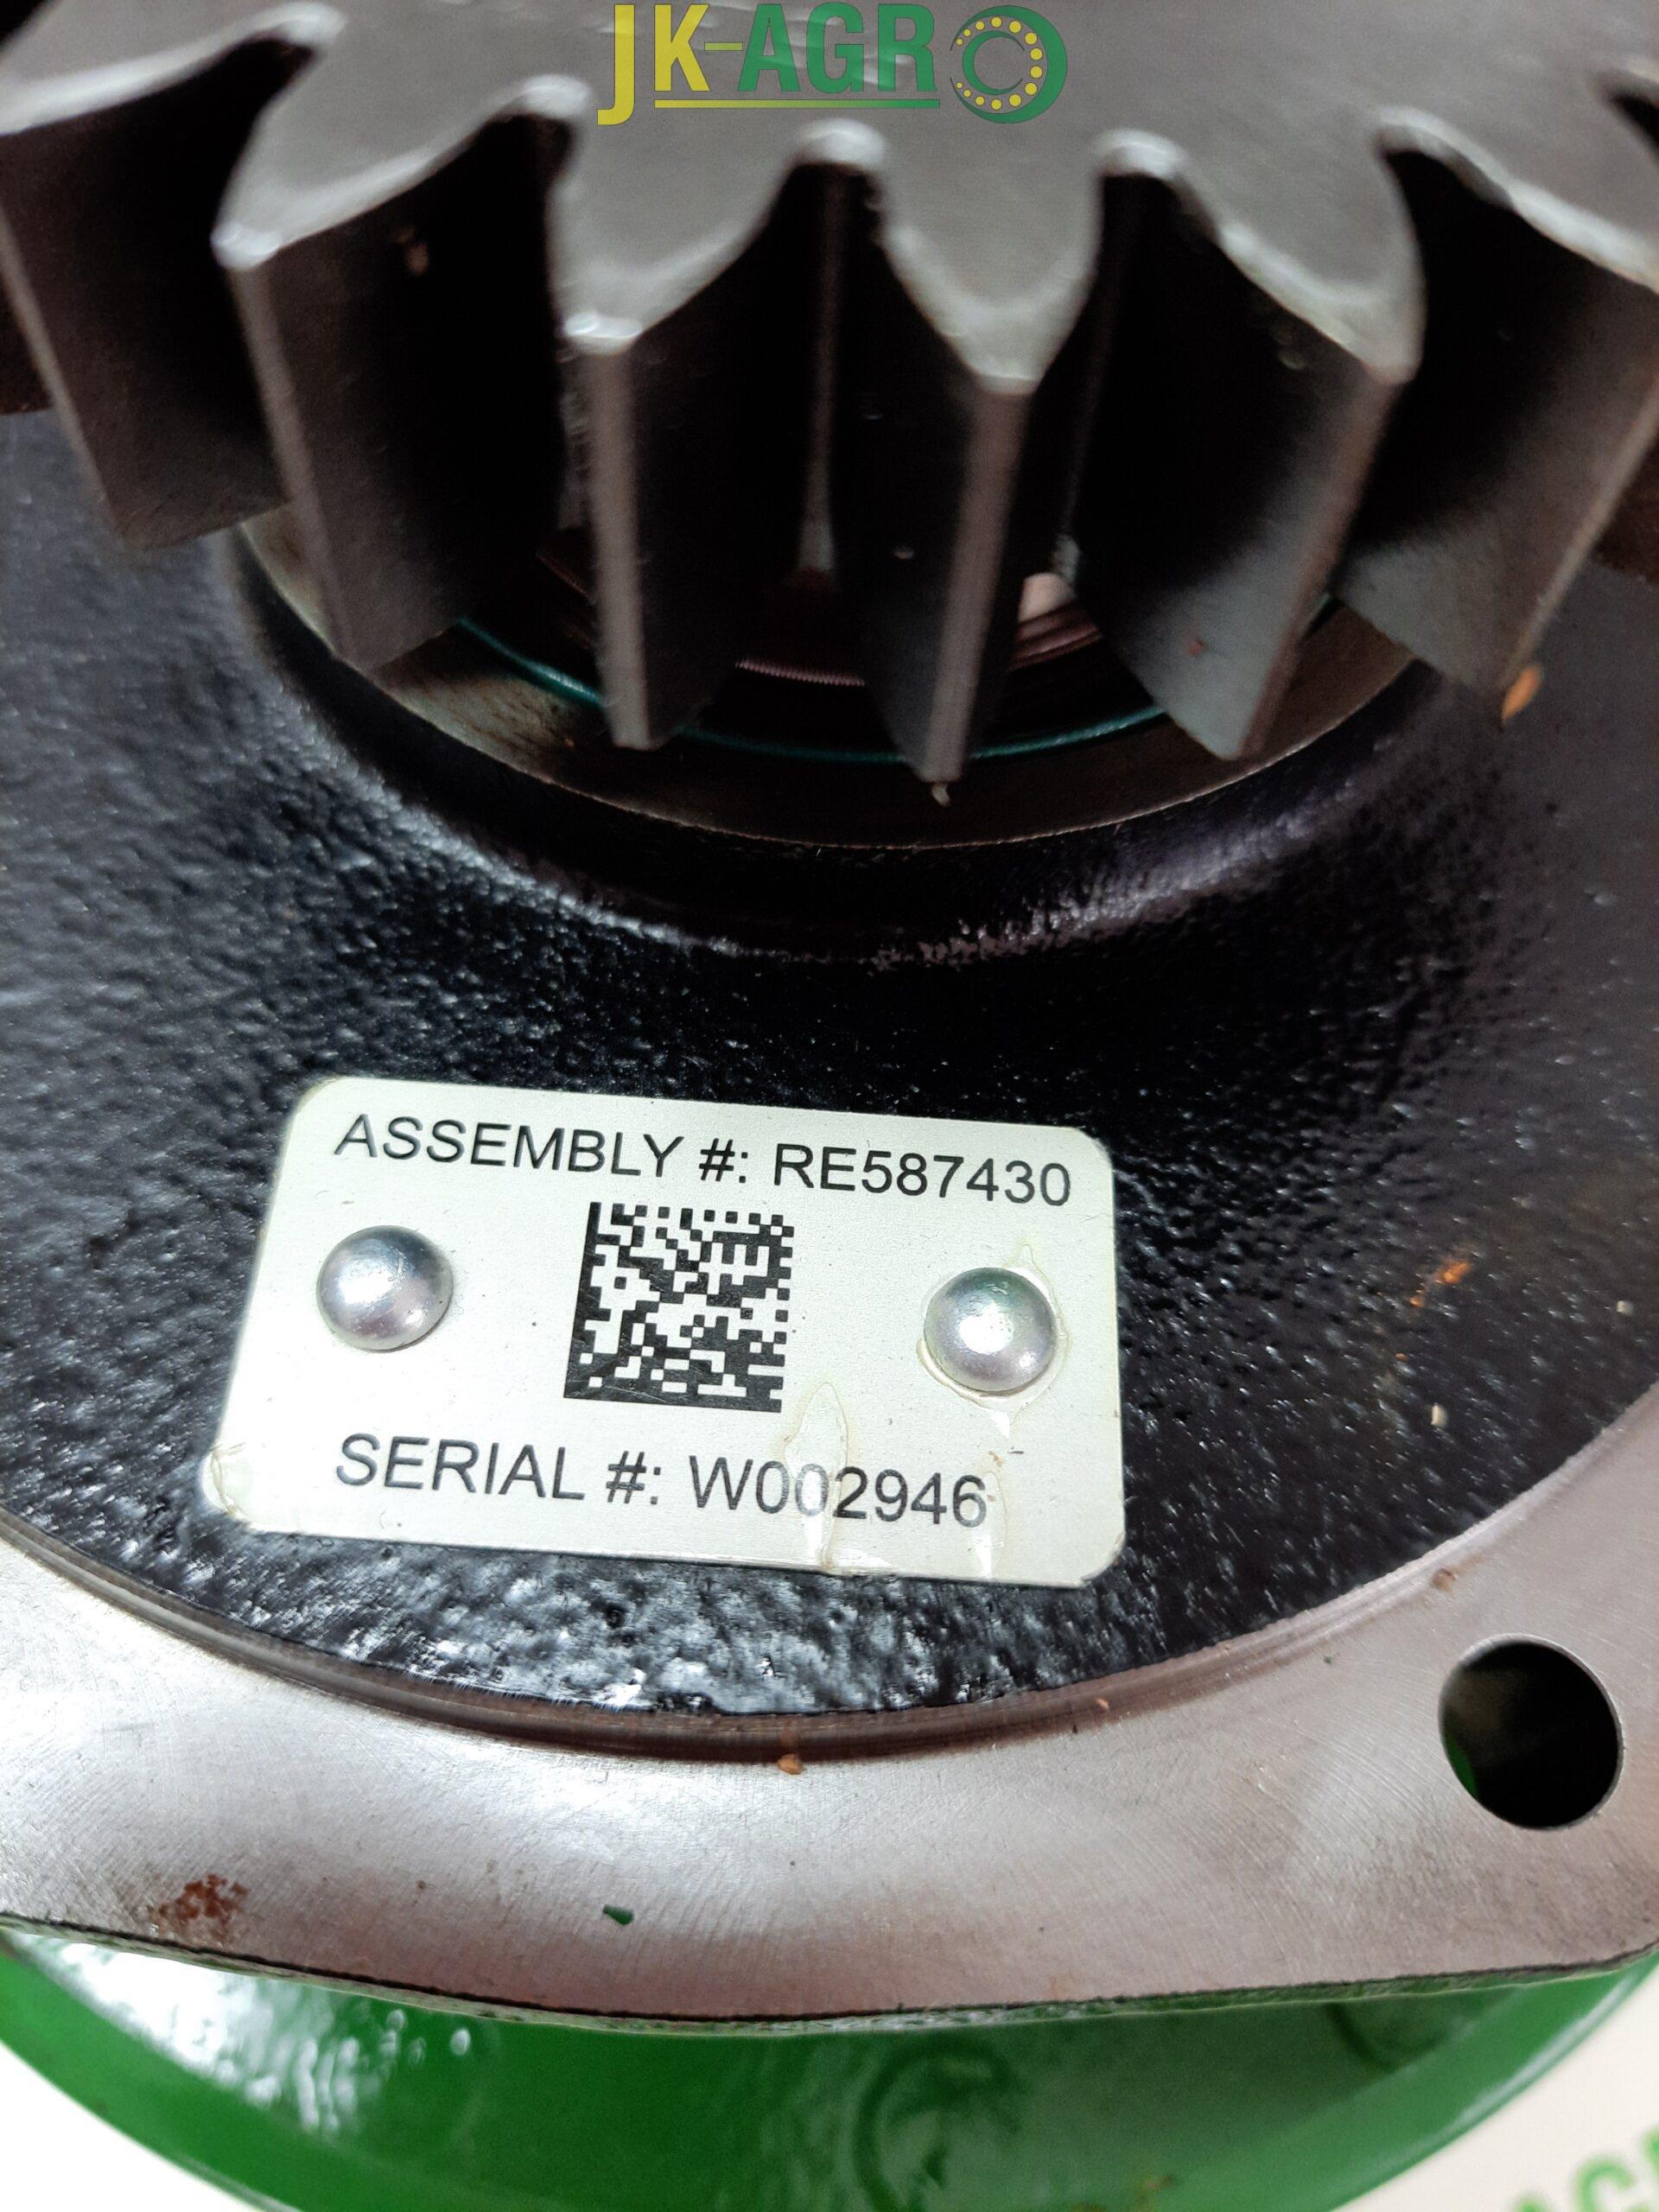 JK-AGRO
ASSEMBLY #: RE587430
SERIAL #: W002946